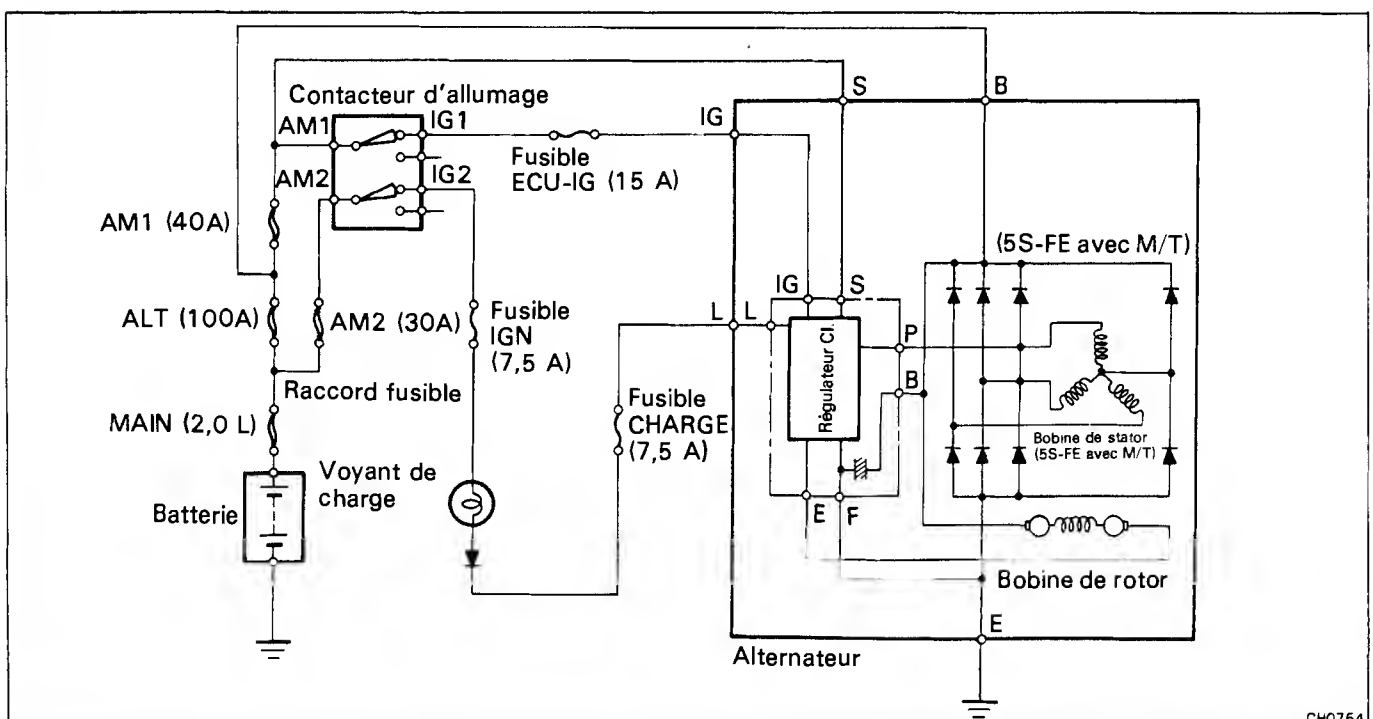 S
B
Contacteur d'allumage
AM1
IG1
IG
Fusible
ECU-IG (15 A)
AM2
IG2
AM1 (40A)
(5S-FE avec M/T)
IG
S
ALT (100A)
AM2 (30A)
Fusible
IGN
(7,5 A)
L
L
P
Régulateur CI.
B
Raccord fusible
Fusible
CHARGE
(7,5 A)
MAIN (2,0 L)
Bobine de stator
(5S-FE avec M/T)
Voyant de
charge
Batterie
E
F
Bobine de rotor
E
Alternateur
CH0754